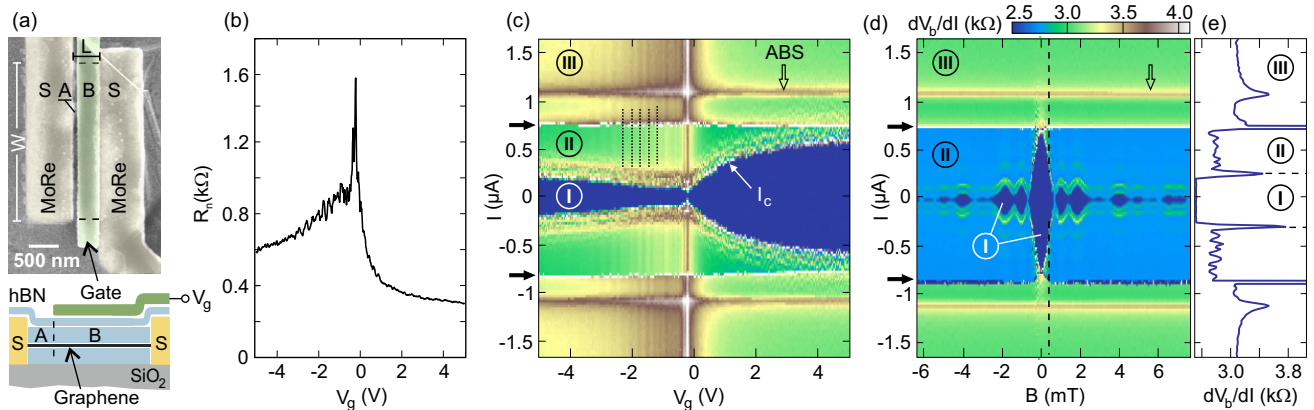 (a)
L
S
A
B
S
W
MoRe
MoRe
500 nm
hBN
Gate
V_g
A
B
S
S
SiO2
Graphene
(b)
R_n(kΩ)
1.6
1.2
0.8
0.4
0
-4
-2
0
2
4
V_g (V)
(c)
I (µA)
1.5
1
0.5
0
-0.5
-1
-1.5
III
II
I
ABS
I_c
-4
-2
0
2
4
V_g (V)
(d)
dV_b/dI (kΩ)
2.5
3.0
3.5
4.0
I (µA)
1.5
1
0.5
0
-0.5
-1
-1.5
III
II
I
-6
-4
-2
0
2
4
6
B (mT)
(e)
III
II
I
3.0
3.8
dV_b/dI (kΩ)